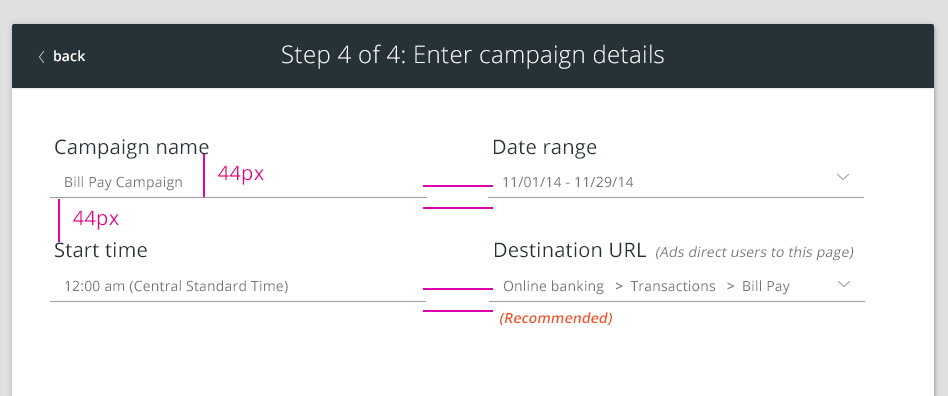 back
Step 4 of 4: Enter campaign details
Campaign name
Date range
44px
Bill Pay Campaign
11/01/14 - 11/29/14
44px
Start time
Destination URL (Ads direct users to this page)
12:00 am (Central Standard Time)
Online banking > Transactions > Bill Pay
(Recommended)